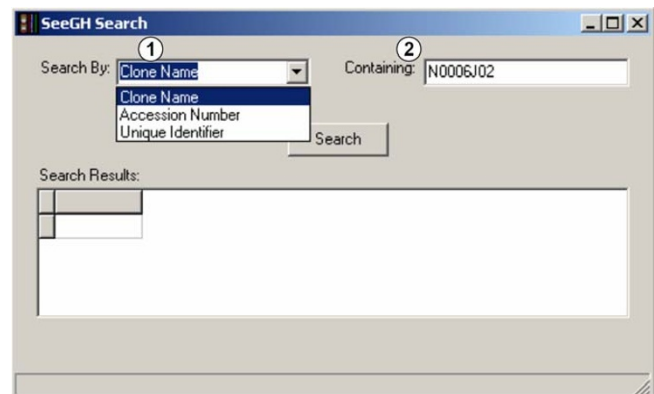 SeeGH Search
1 2
Search By: Clone Name Containing: N0006J02
Clone Name
Accession Number
Unique Identifier
Search
Search Results: